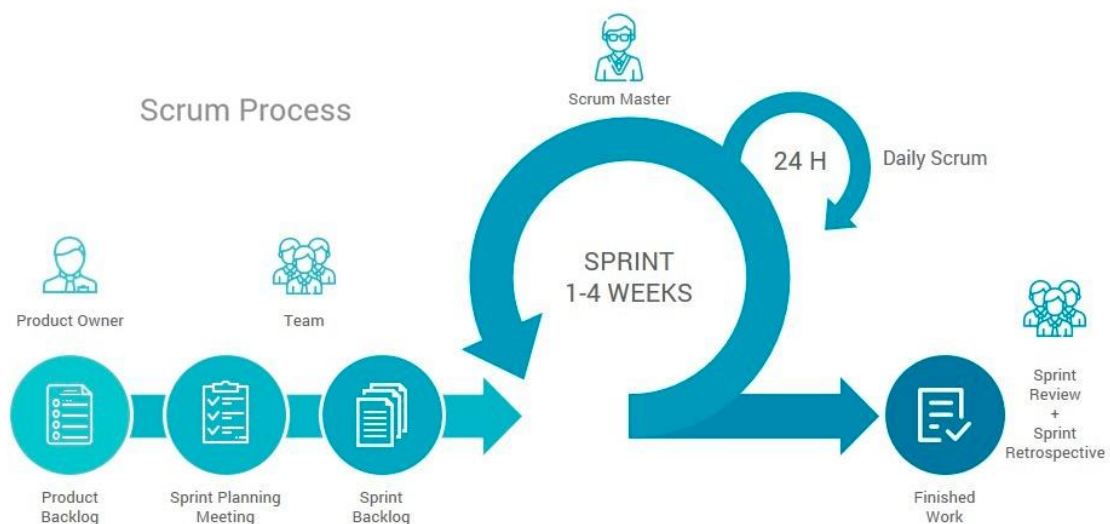 Scrum Process
Scrum Master
24 H
Daily Scrum
SPRINT
1-4 WEEKS
Product Owner
Team
Product
Backlog
Sprint Planning
Meeting
Sprint
Backlog
Finished
Work
Sprint
Review
+
Sprint
Retrospective